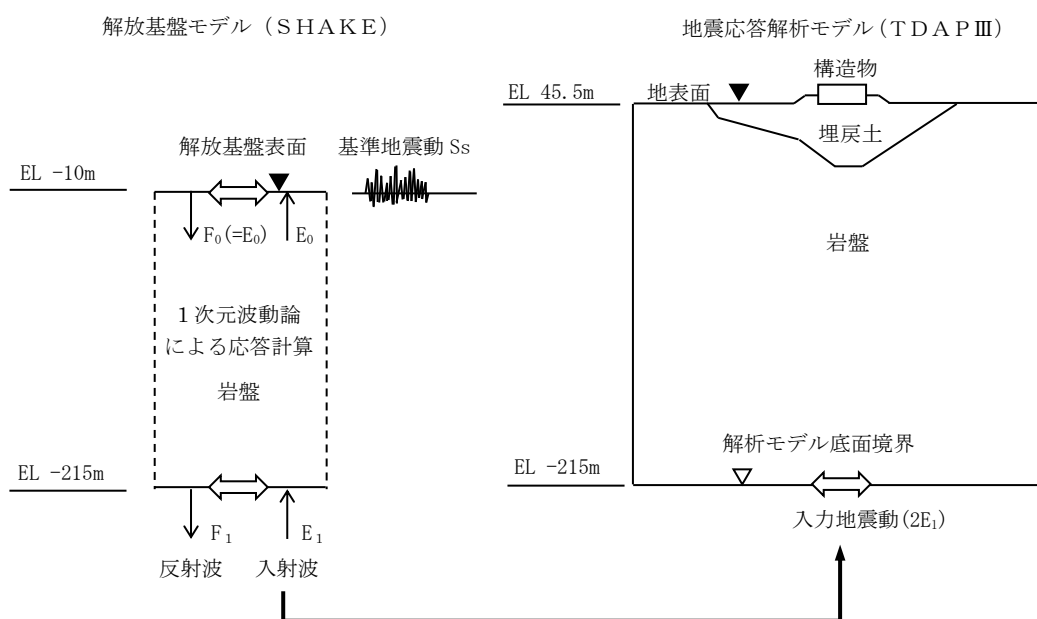 解放基盤モデル(SHAKE)
EL -10m
解放基盤表面
基準地震動 Ss
F₀(=E₀)
E₀
1次元波動論
による応答計算
岩盤
EL -215m
F₁
E₁
反射波
入射波
地震応答解析モデル(TDAPⅢ)
構造物
EL 45.5m
地表面
埋戻土
岩盤
解析モデル底面境界
EL -215m
入力地震動(2E₁)